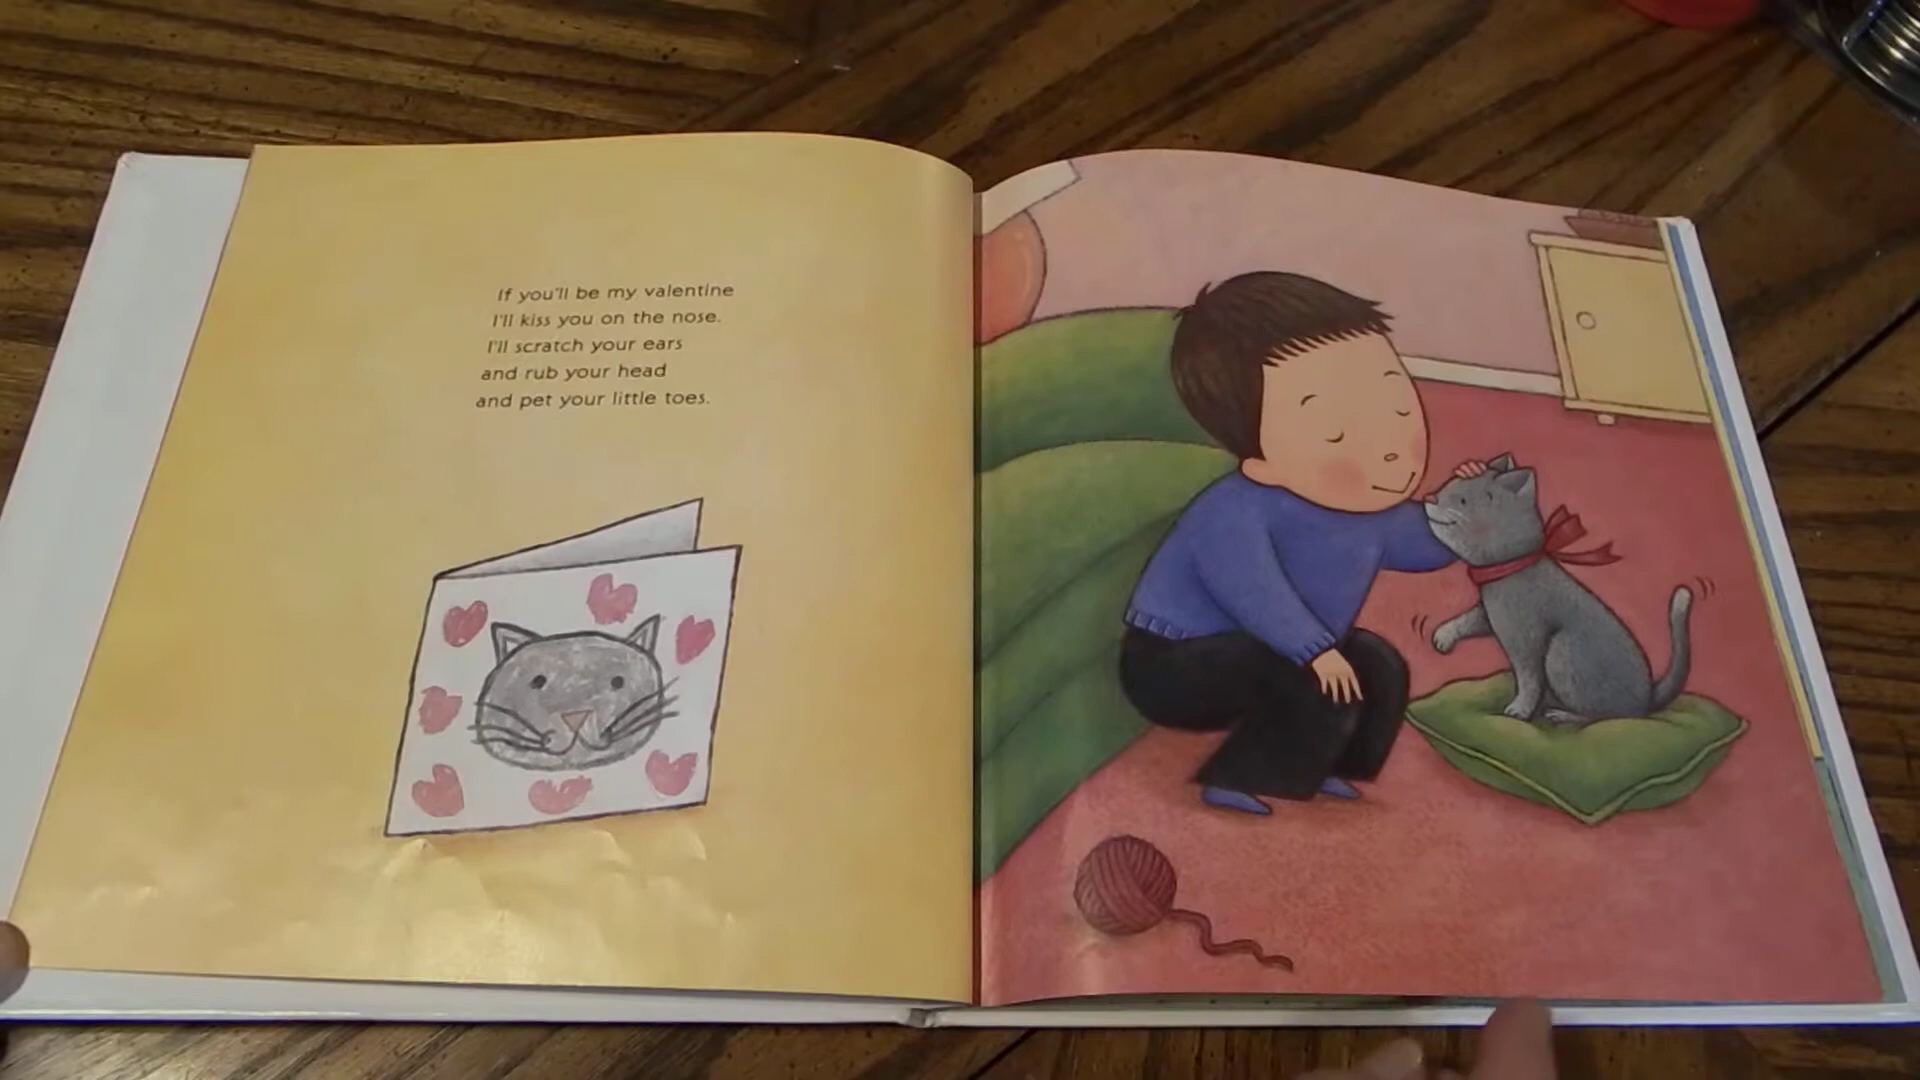 If you'll be my valentine
I'll kiss you on the nose.
I'll scratch your ears
and rub your head
and pet your little toes.